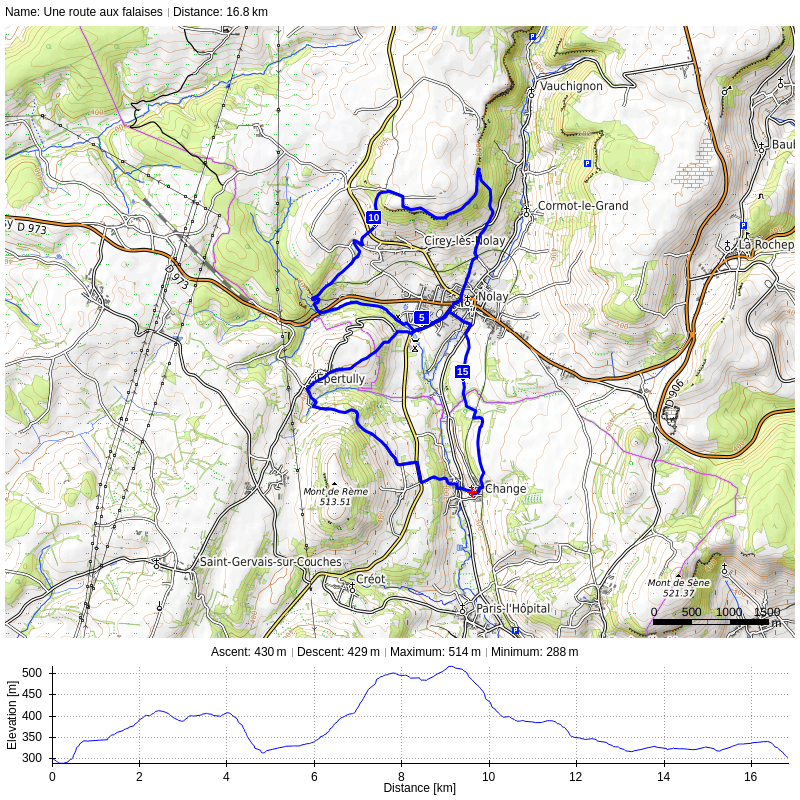 Name: Une route aux falaises | Distance: 16.8 km
P
Vauchignon
P
Baub
Cormot-le-Grand
10
P
y D 973
Cirey-lès-Nolay
La Rochep
D 973
Nolay
5
15
Épertully
D 906
Change
Mont de Rème
513.51
Saint-Gervais-sur-Couches
Créot
Mont de Sène
521.37
Paris-l'Hôpital
0 500 1000 1500
m
P
Ascent: 430 m | Descent: 429 m | Maximum: 514 m | Minimum: 288 m
Elevation [m]
500
450
400
350
300
0 2 4 6 8 10 12 14 16
Distance [km]